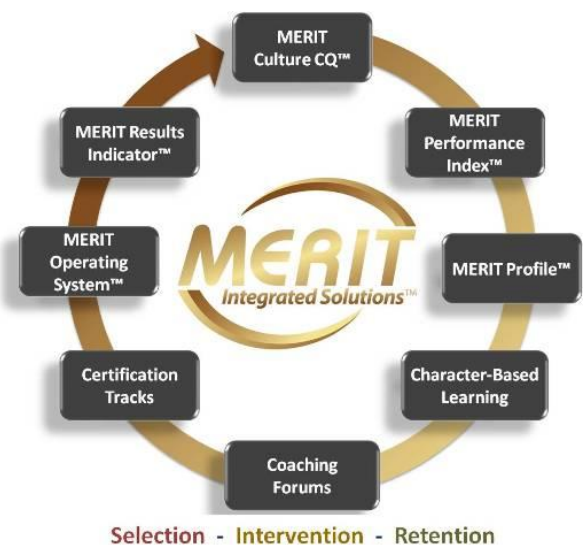 MERIT
Culture CQ™
MERIT
Performance
Index™
MERIT Profile™
Character-Based
Learning
Coaching
Forums
Certification
Tracks
MERIT
Operating
System™
MERIT Results
Indicator™
MERIT
Integrated Solutions™
Selection - Intervention - Retention